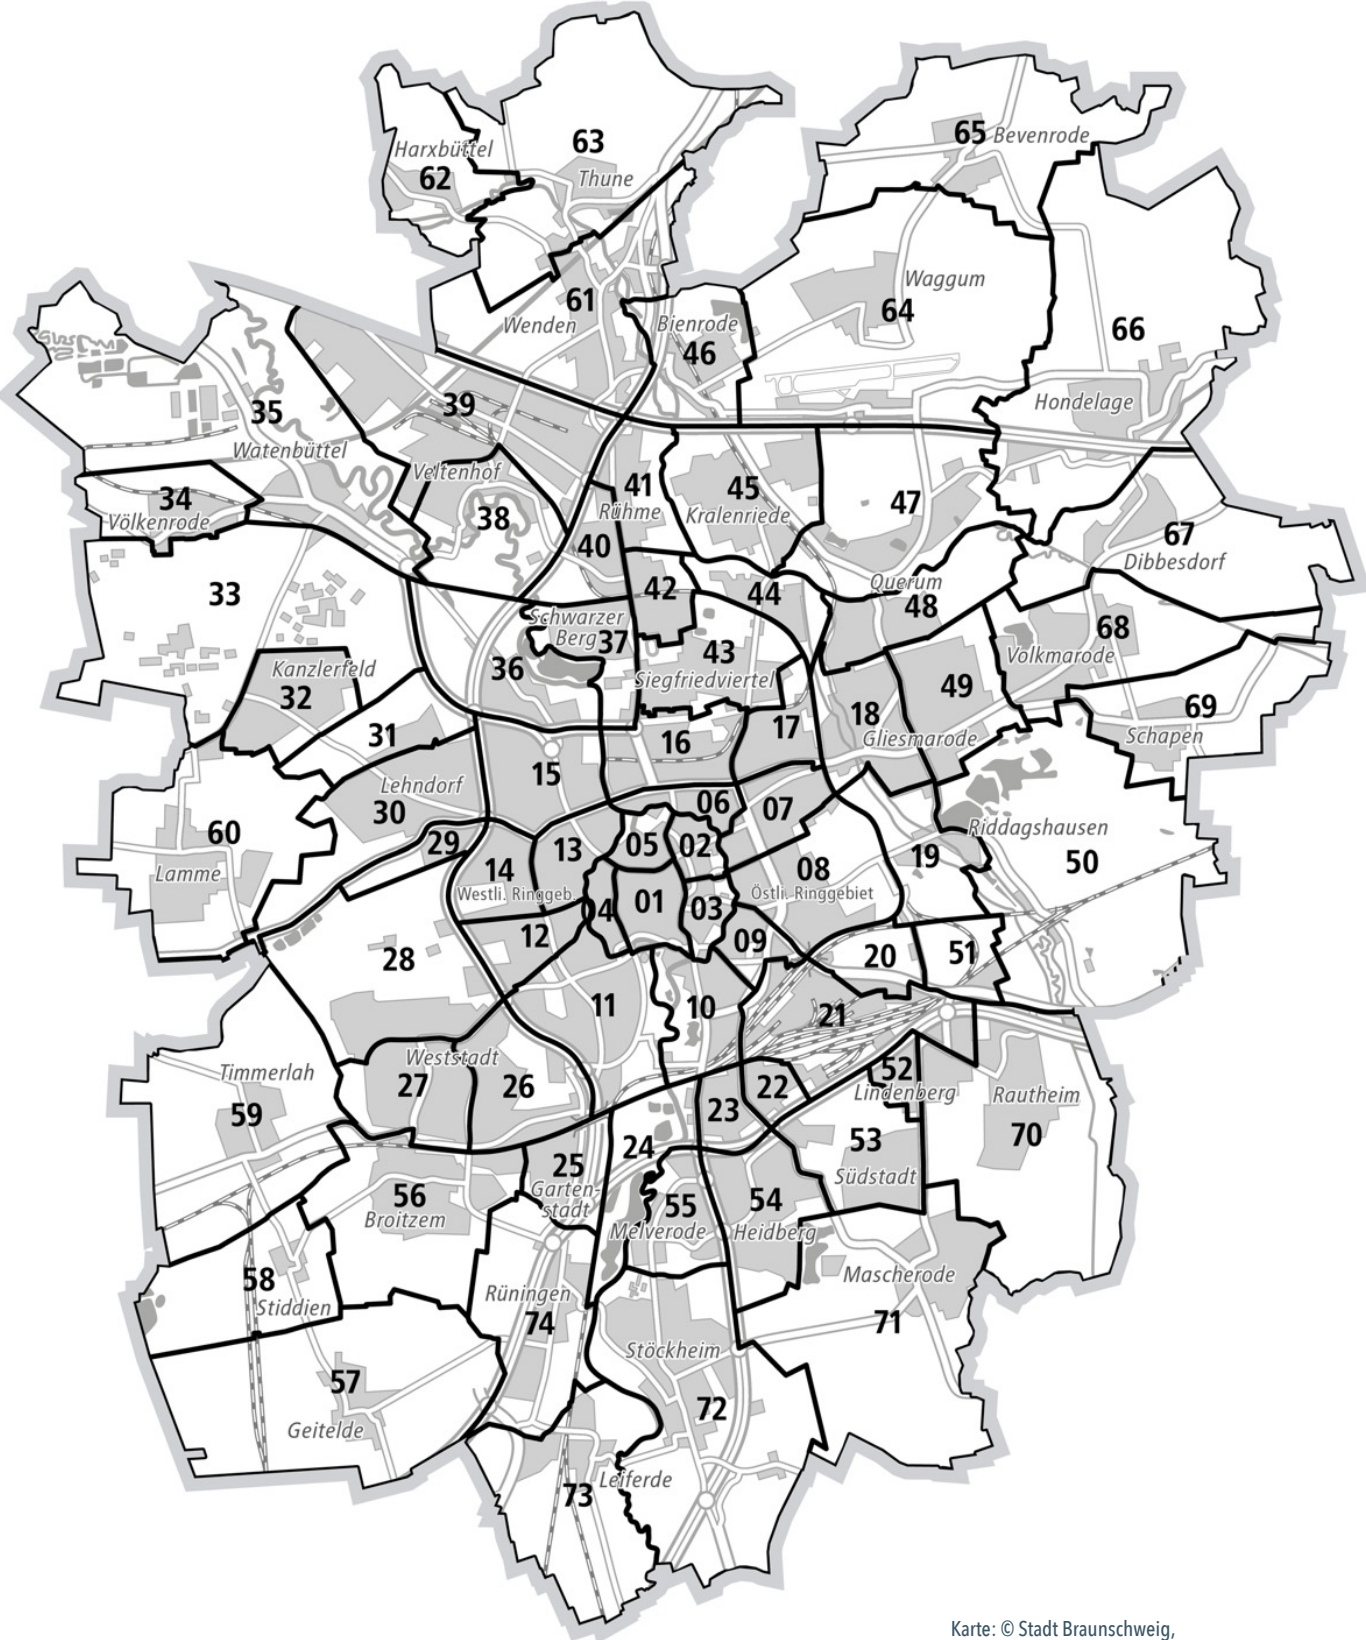 63
65 Bevenrode
Harxbüttel
62
Thune
Waggum
64
61
Wenden
Bienrode
46
66
Hondelage
35
Watenbüttel
39
Veltenhof
34
Völkenrode
38
41
Rühme
40
45
Kralenriede
47
67
Dibbesdorf
33
42
44
Querum
48
Schwarzer
Berg 37
36
43
Siegfriedviertel
68
Volkmarode
Kanzlerfeld
32
49
69
Schapen
31
16
17
18
Gliesmarode
15
Lehndorf
30
06
07
60
Lamme
29
13
05
02
Riddagshausen
50
19
14
Westli. Ringgeb.
08
Östli. Ringgebiet
4
01
03
12
09
28
20
51
11
10
21
Timmerlah
59
Weststadt
27
26
22
23
52
Lindenberg
Rautheim
70
24
53
Südstadt
25
Garten-
stadt
56
Broitzem
55
Melverode
54
Heidberg
58
Stiddien
Rüningen
74
Mascherode
71
Stöckheim
57
Geitelde
72
Leiferde
73
Karte: © Stadt Braunschweig,